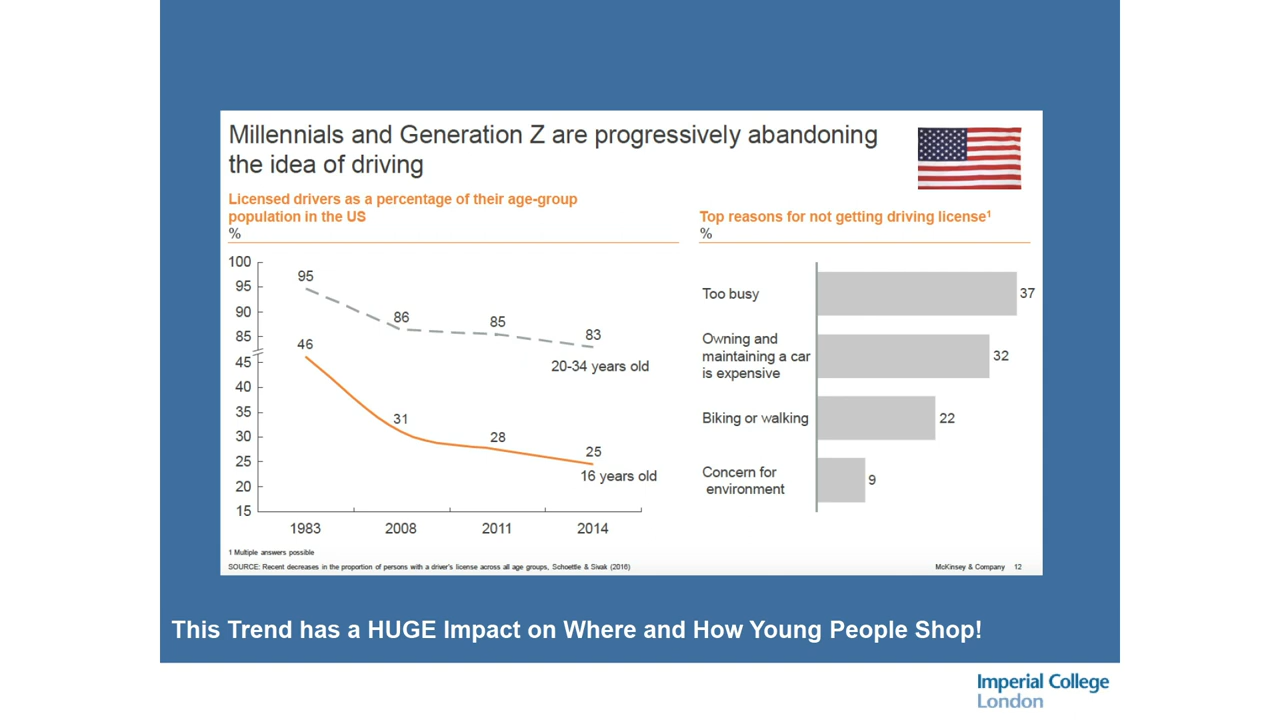 Millennials and Generation Z are progressively abandoning
the idea of driving
Licensed drivers as a percentage of their age-group
population in the US
%
100
95
90
85
45
40
35
30
25
20
15
95
86
85
83
20-34 years old
46
31
28
25
16 years old
1983 2008 2011 2014
Top reasons for not getting driving license¹
%
Too busy 37
Owning and
maintaining a car 32
is expensive
Biking or walking 22
Concern for 9
environment
1 Multiple answers possible
SOURCE: Recent decreases in the proportion of persons with a driver's license across all age groups, Schoettle & Sivak (2016)
McKinsey & Company 12
This Trend has a HUGE Impact on Where and How Young People Shop!
Imperial College
London